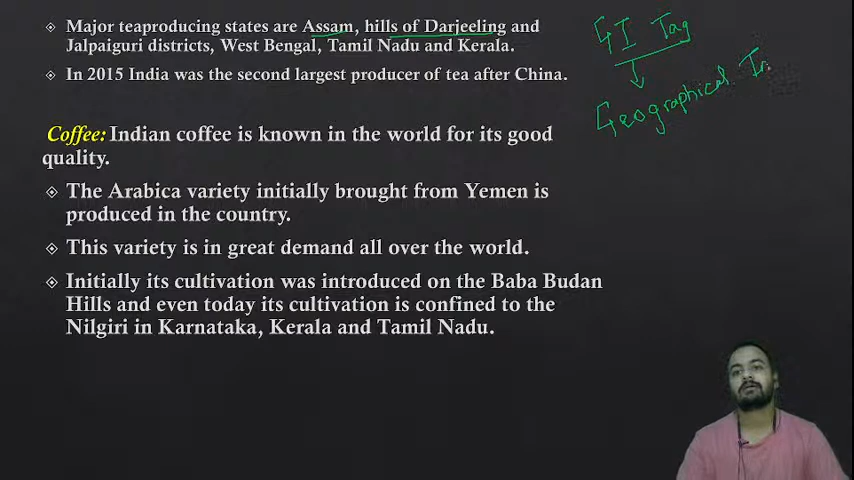 Major teaproducing states are Assam, hills of Darjeeling and
Jalpaiguri districts, West Bengal, Tamil Nadu and Kerala.
In 2015 India was the second largest producer of tea after China.
GI Tag
Geographical In
Coffee: Indian coffee is known in the world for its good
quality.
The Arabica variety initially brought from Yemen is
produced in the country.
This variety is in great demand all over the world.
Initially its cultivation was introduced on the Baba Budan
Hills and even today its cultivation is confined to the
Nilgiri in Karnataka, Kerala and Tamil Nadu.